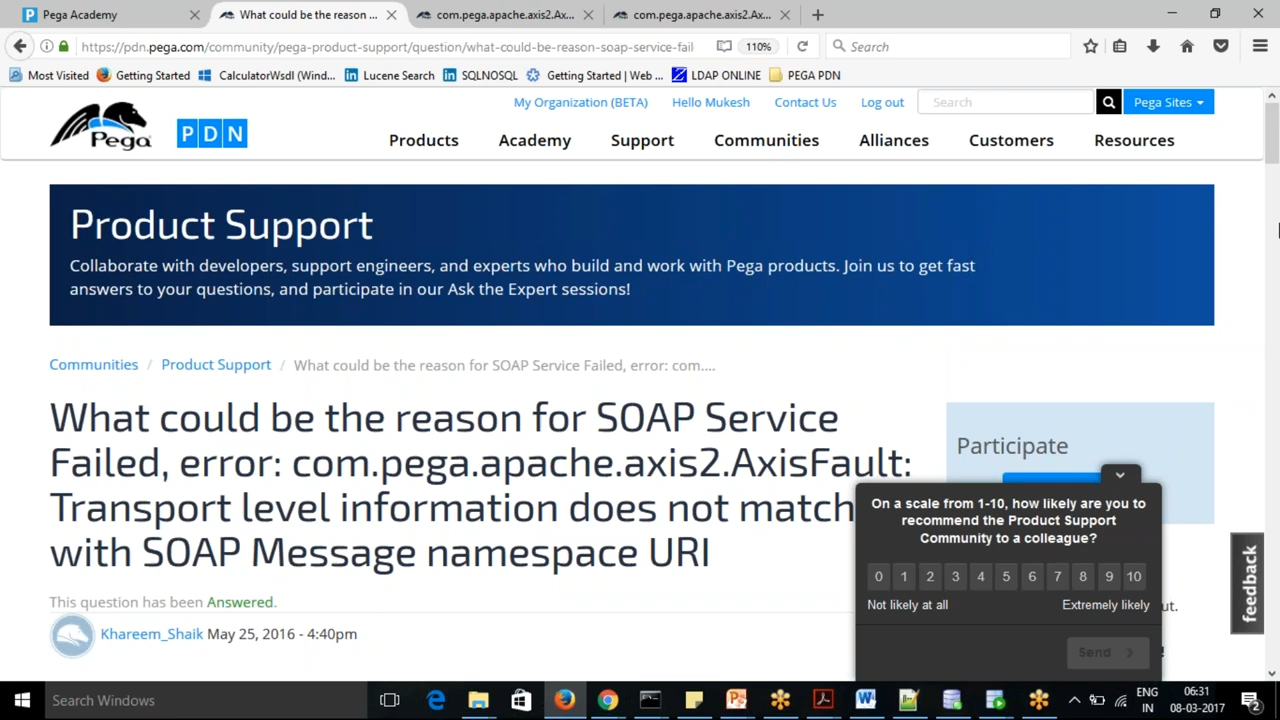 Pega Academy
What could be the reason ...
com.pega.apache.axis2.Ax...
com.pega.apache.axis2.Ax...
https://pdn.pega.com/community/pega-product-support/question/what-could-be-reason-soap-service-fail
110%
Search
Most Visited
Getting Started
CalculatorWsdl (Wind...
Lucene Search
SQLNOSQL
Getting Started | Web ...
LDAP ONLINE
PEGA PDN
My Organization (BETA)
Hello Mukesh
Contact Us
Log out
Search
Pega Sites
Pega
PDN
Products
Academy
Support
Communities
Alliances
Customers
Resources
Product Support
Collaborate with developers, support engineers, and experts who build and work with Pega products. Join us to get fast
answers to your questions, and participate in our Ask the Expert sessions!
Communities / Product Support / What could be the reason for SOAP Service Failed, error: com....
What could be the reason for SOAP Service
Failed, error: com.pega.apache.axis2.AxisFault:
Transport level information does not match
with SOAP Message namespace URI
This question has been Answered.
Khareem_Shaik May 25, 2016 - 4:40pm
Participate
On a scale from 1-10, how likely are you to
recommend the Product Support
Community to a colleague?
0 1 2 3 4 5 6 7 8 9 10
Not likely at all
Extremely likely
Send
feedback
Search Windows
ENG
IN
06:31
08-03-2017
2